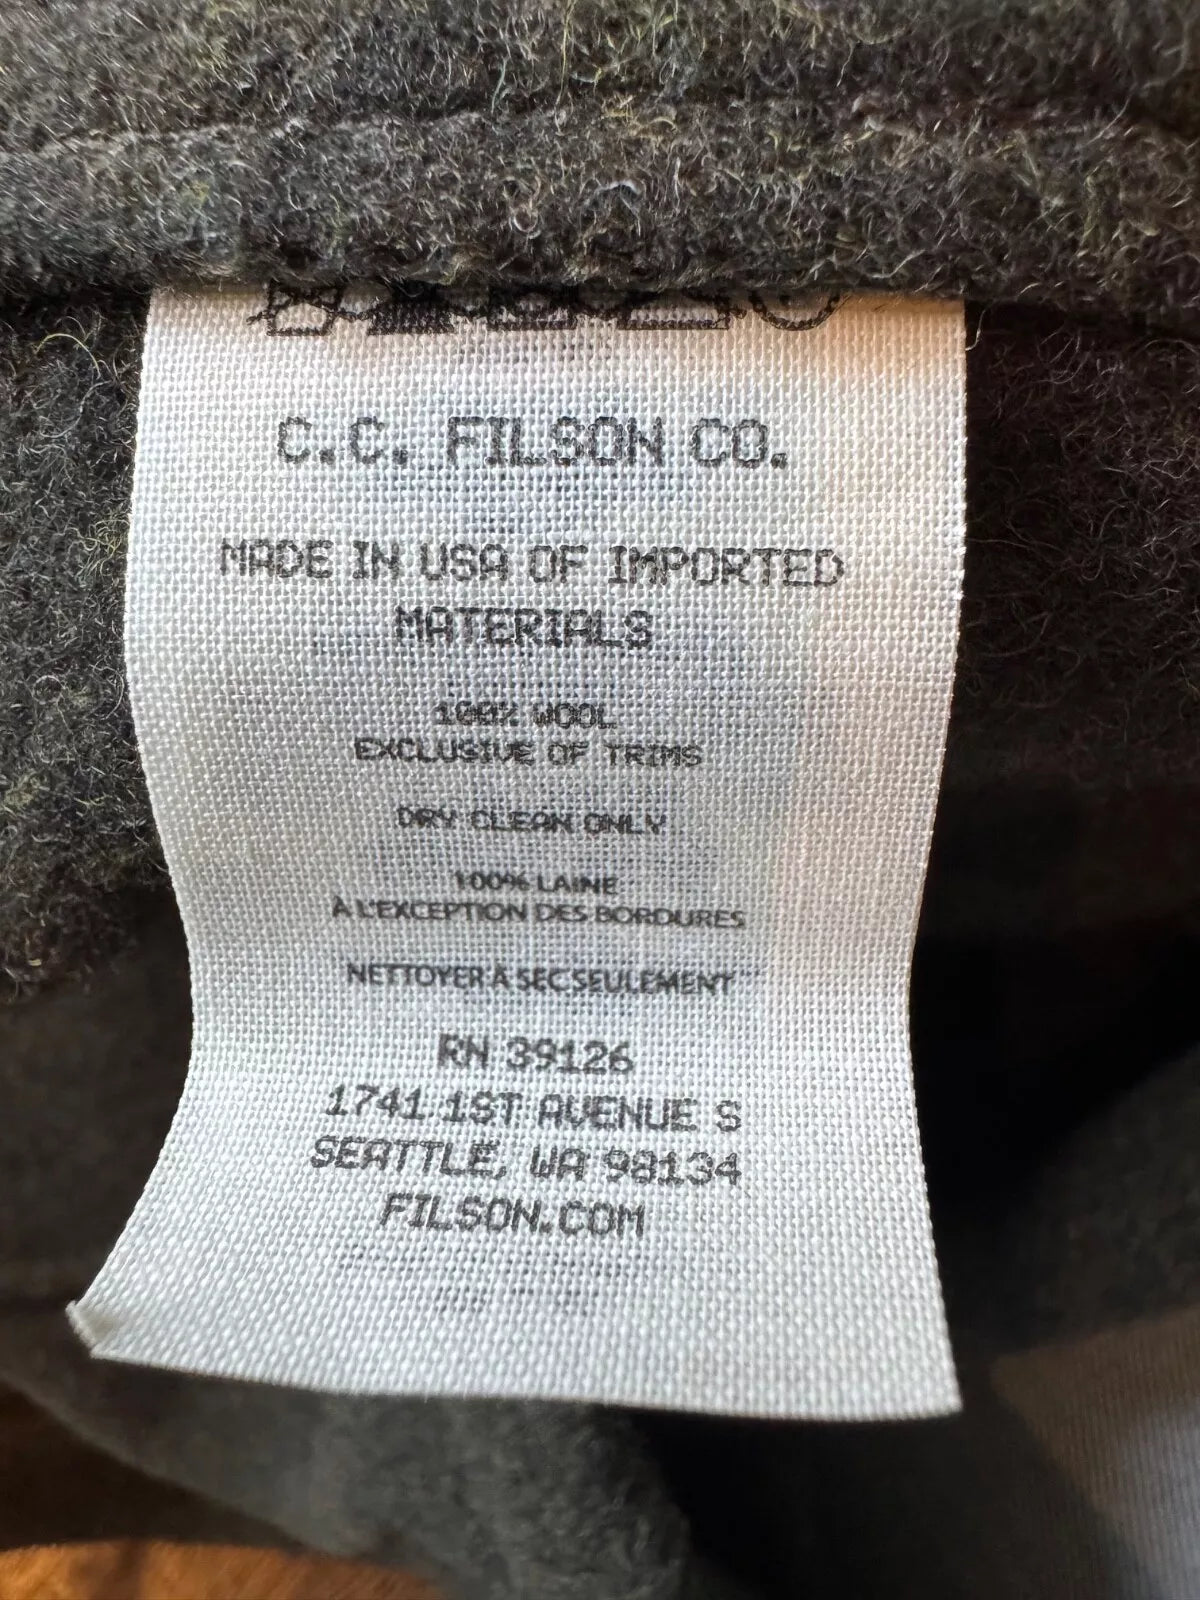 C.C. FILSON CO.
MADE IN USA OF IMPORTED
MATERIALS
100% WOOL
EXCLUSIVE OF TRIMS
DRY CLEAN ONLY
100% LAINE
À L'EXCEPTION DES BORDURES
NETTOYER À SEC SEULEMENT
RN 39126
1741 1ST AVENUE S
SEATTLE, WA 98134
FILSON.COM